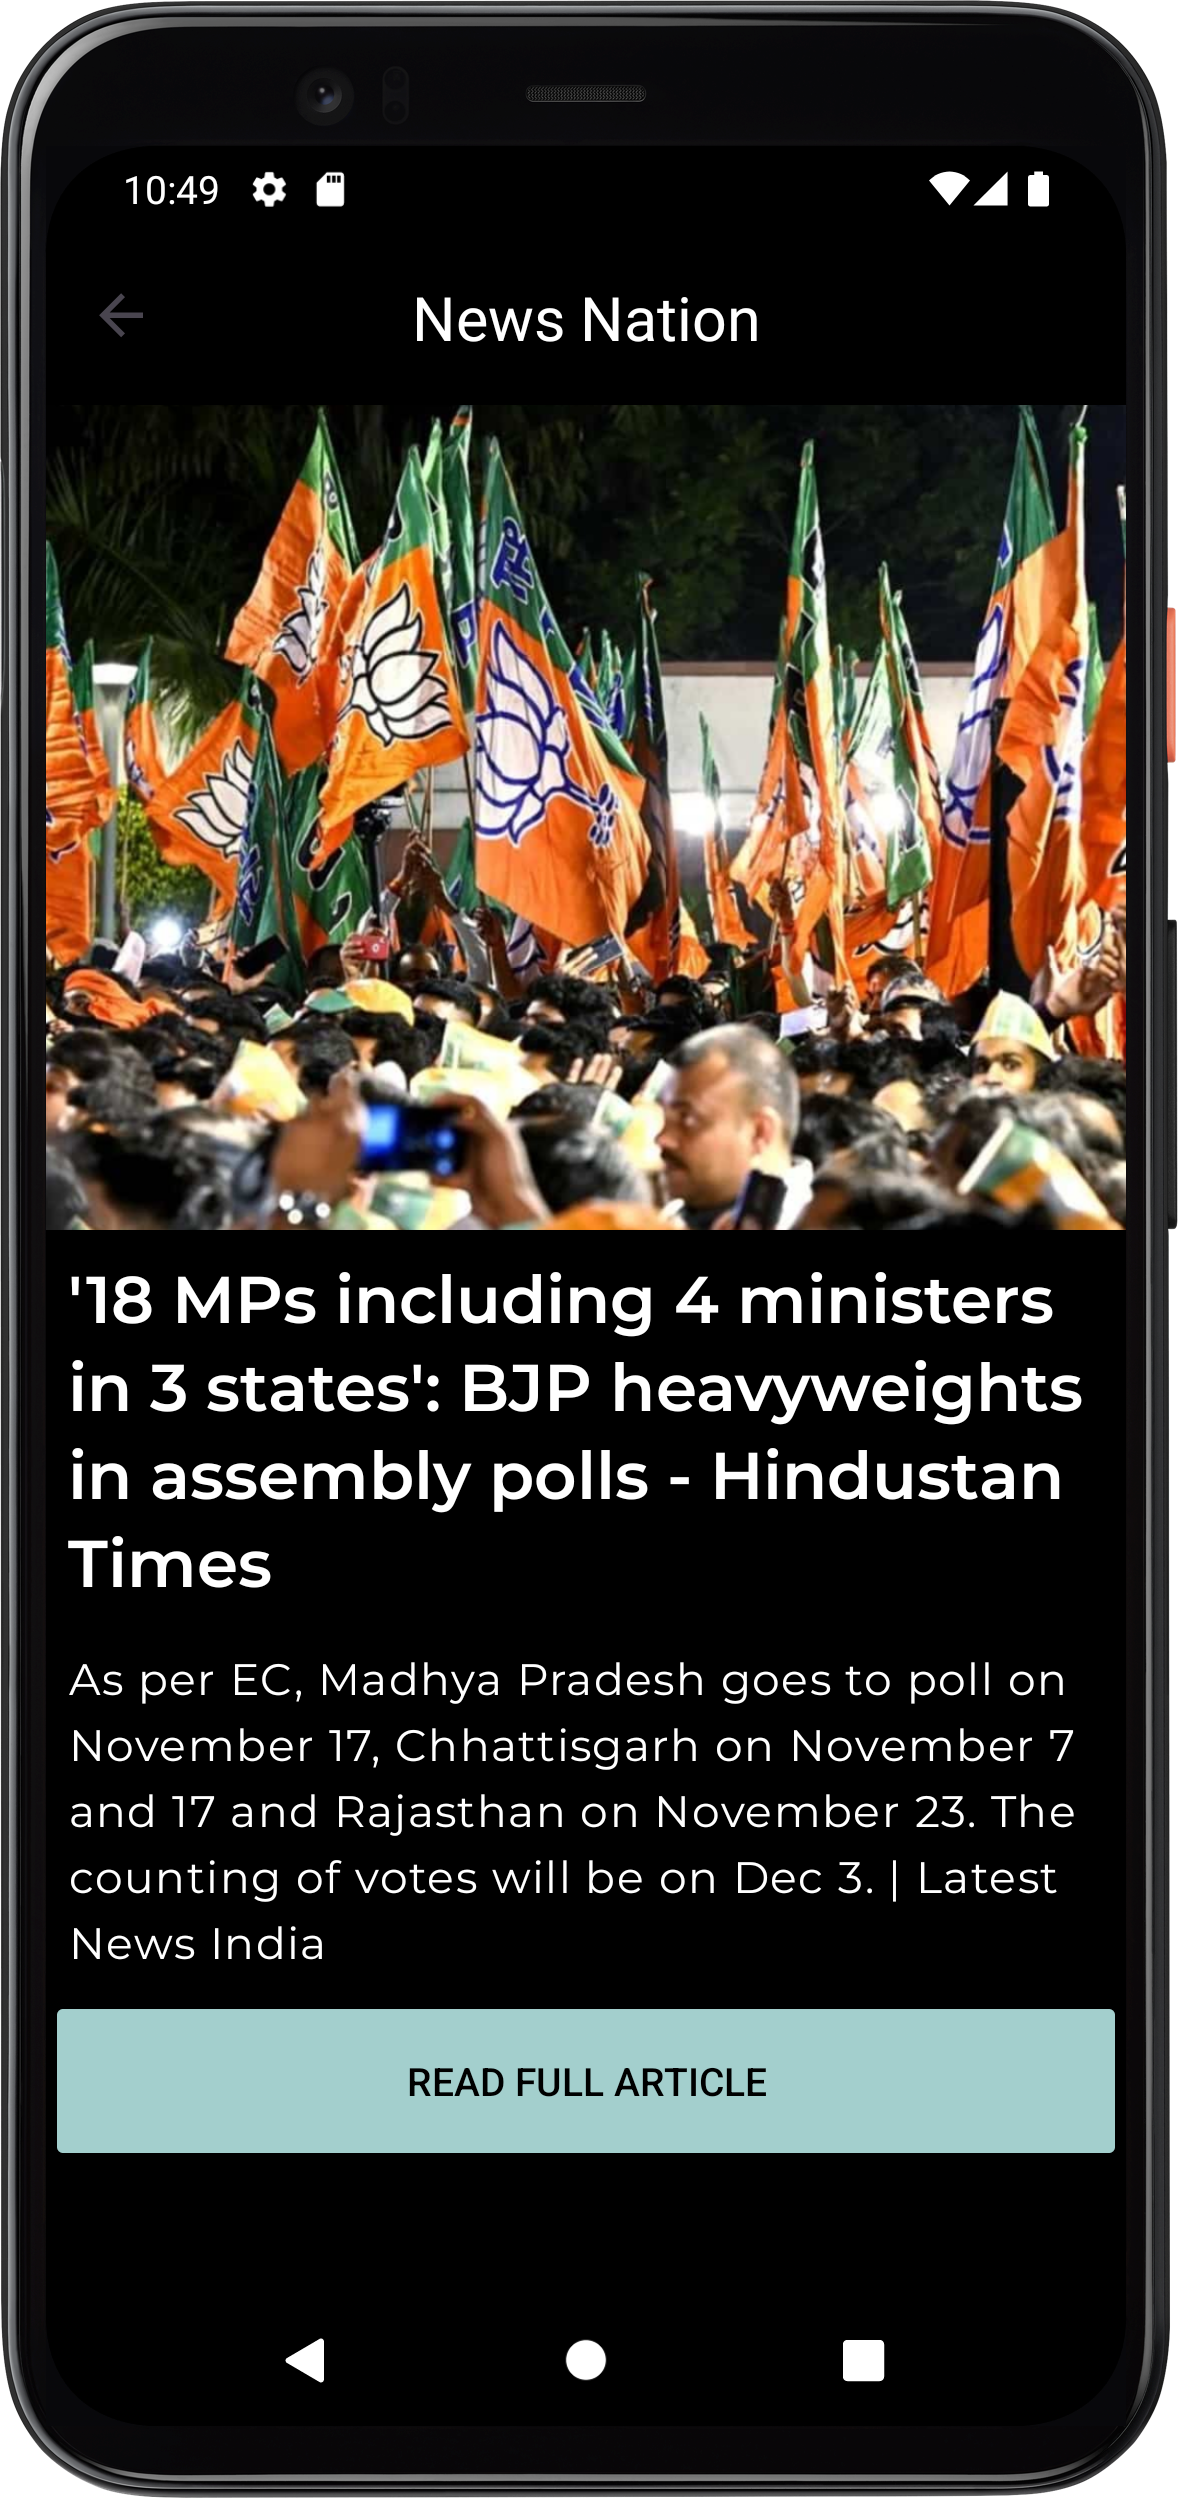 10:49
News Nation
'18 MPs including 4 ministers
in 3 states': BJP heavyweights
in assembly polls - Hindustan
Times
As per EC, Madhya Pradesh goes to poll on
November 17, Chhattisgarh on November 7
and 17 and Rajasthan on November 23. The
counting of votes will be on Dec 3. | Latest
News India
READ FULL ARTICLE